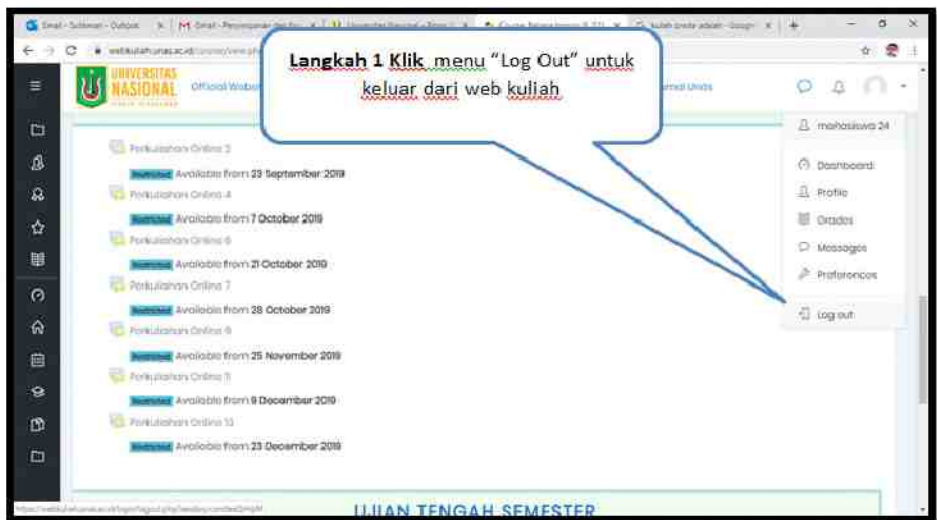 Langkah 1 Klik menu "Log Out" untuk
keluar dari web kuliah
UNIVERSITAS
NASIONAL
Official
mahasiswa 24
Perkuliahan Online 2
Restricted Available from 23 September 2019
Dashboard
Perkuliahan Online 4
Profile
Restricted Available from 7 October 2019
Grades
Perkuliahan Online 6
Messages
Restricted Available from 21 October 2019
Preferences
Perkuliahan Online 7
Restricted Available from 28 October 2019
Log out
Perkuliahan Online 9
Restricted Available from 25 November 2019
Perkuliahan Online 11
Restricted Available from 9 December 2019
Perkuliahan Online 13
Restricted Available from 23 December 2019
UJIAN TENGAH SEMESTER